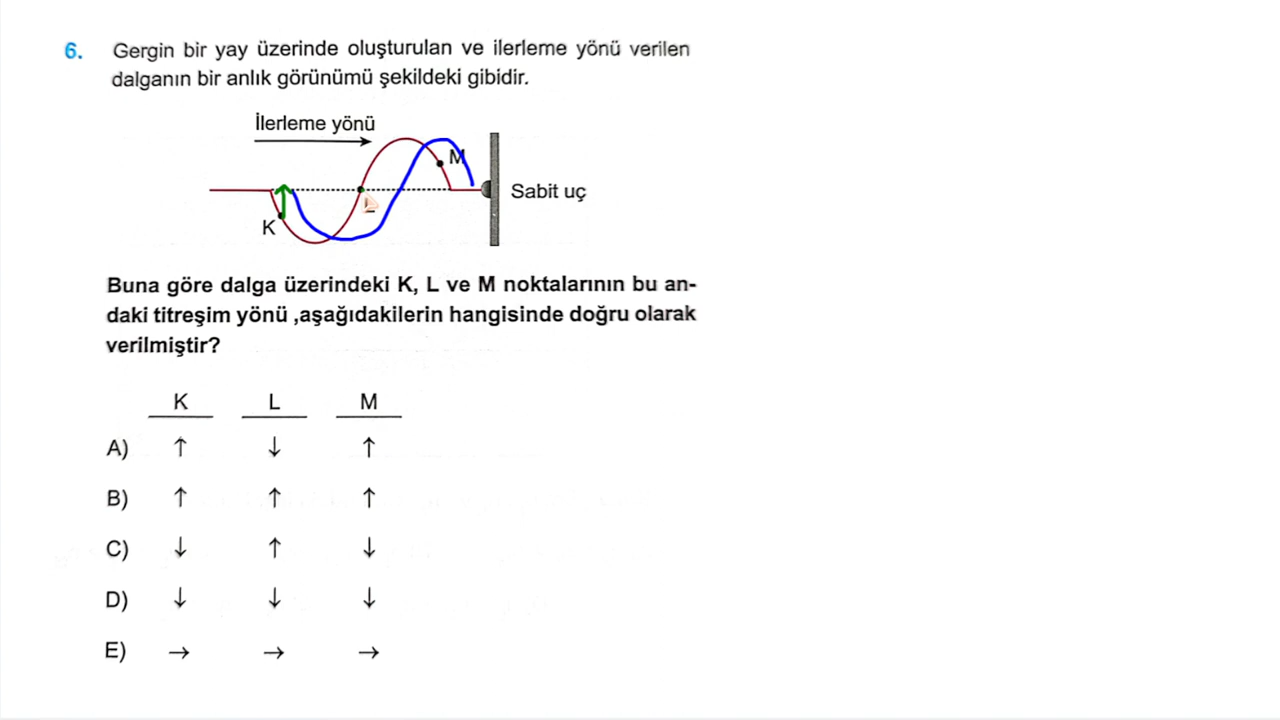 6. Gergin bir yay üzerinde oluşturulan ve ilerleme yönü verilen
dalganın bir anlık görünümü şekildeki gibidir.
İlerleme yönü
M
Sabit uç
L
K
Buna göre dalga üzerindeki K, L ve M noktalarının bu an-
daki titreşim yönü ,aşağıdakilerin hangisinde doğru olarak
verilmiştir?
K L M
A) ↑ ↓ ↑
B) ↑ ↑ ↑
C) ↓ ↑ ↓
D) ↓ ↓ ↓
E) → → →